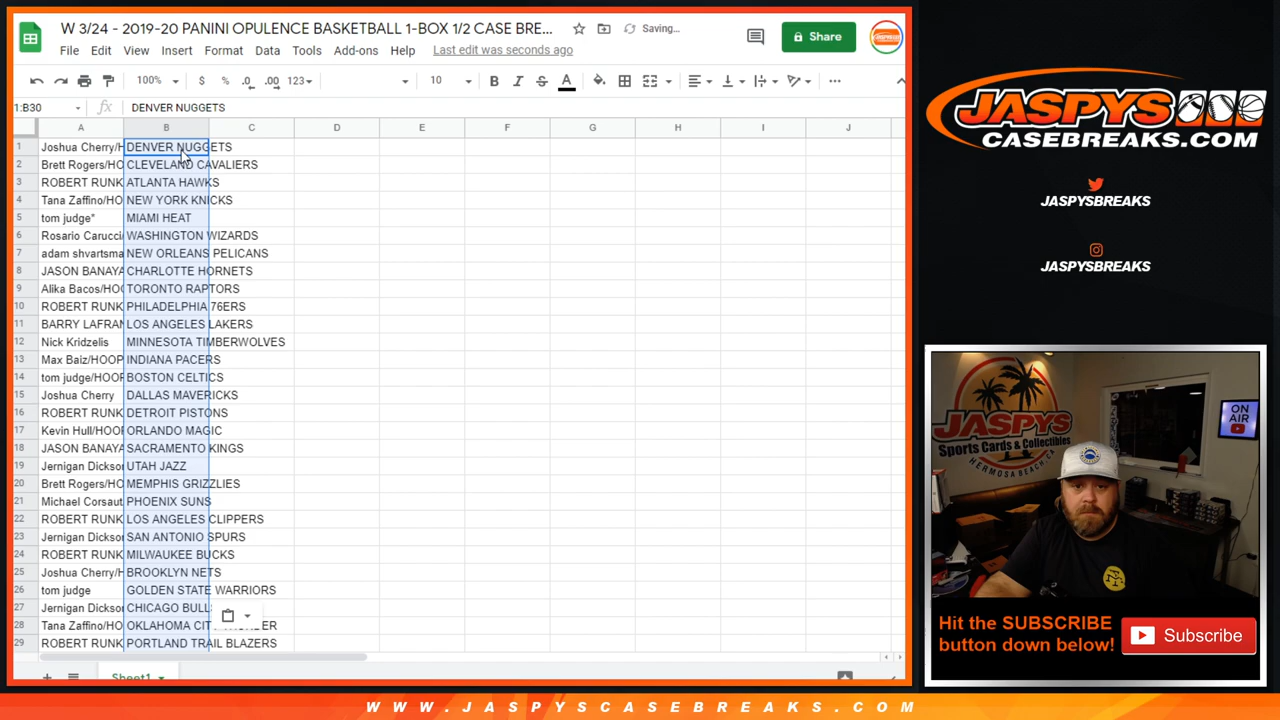 W 3/24 - 2019-20 PANINI OPULENCE BASKETBALL 1-BOX 1/2 CASE BRE...
Saving...
File Edit View Insert Format Data Tools Add-ons Help Last edit was seconds ago
Share
100% $ % .0 .00 123 10 B I S A
1:B30 fx DENVER NUGGETS
A B C D E F G H I J
1 Joshua Cherry/H DENVER NUGGETS
2 Brett Rogers/HO CLEVELAND CAVALIERS
3 ROBERT RUNK ATLANTA HAWKS
4 Tana Zaffino/HO NEW YORK KNICKS
5 tom judge* MIAMI HEAT
6 Rosario Carucci/ WASHINGTON WIZARDS
7 adam shvartsma NEW ORLEANS PELICANS
8 JASON BANAYA CHARLOTTE HORNETS
9 Alika Bacos/HOO TORONTO RAPTORS
10 ROBERT RUNK PHILADELPHIA 76ERS
11 BARRY LAFRAN LOS ANGELES LAKERS
12 Nick Kridzelis MINNESOTA TIMBERWOLVES
13 Max Baiz/HOOP INDIANA PACERS
14 tom judge/HOOP BOSTON CELTICS
15 Joshua Cherry DALLAS MAVERICKS
16 ROBERT RUNK DETROIT PISTONS
17 Kevin Hull/HOOP ORLANDO MAGIC
18 JASON BANAYA SACRAMENTO KINGS
19 Jernigan Dickson UTAH JAZZ
20 Brett Rogers/HO MEMPHIS GRIZZLIES
21 Michael Corsaut PHOENIX SUNS
22 ROBERT RUNK LOS ANGELES CLIPPERS
23 Jernigan Dickson SAN ANTONIO SPURS
24 ROBERT RUNK MILWAUKEE BUCKS
25 Joshua Cherry/H BROOKLYN NETS
26 tom judge GOLDEN STATE WARRIORS
27 Jernigan Dickson CHICAGO BULL
28 Tana Zaffino/HO OKLAHOMA CIT
29 ROBERT RUNK PORTLAND TRAIL BLAZERS
Sheet1
JASPYS
CASEBREAKS.COM
JASPYSBREAKS
JASPYSBREAKS
JASPYS
Sports Cards & Collectibles
HERMOSA BEACH, CA
ON AIR
Hit the SUBSCRIBE
button down below!
Subscribe
WWW.JASPYSCASEBREAKS.COM